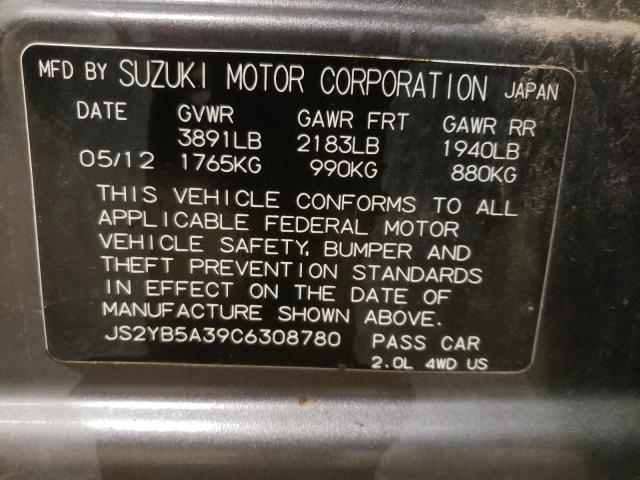 MFD BY SUZUKI MOTOR CORPORATION JAPAN
DATE GVWR GAWR FRT GAWR RR
3891LB 2183LB 1940LB
05/12 1765KG 990KG 880KG
THIS VEHICLE CONFORMS TO ALL
APPLICABLE FEDERAL MOTOR
VEHICLE SAFETY, BUMPER AND
THEFT PREVENTION STANDARDS
IN EFFECT ON THE DATE OF
MANUFACTURE SHOWN ABOVE.
JS2YB5A39C6308780 PASS CAR
2.0L 4WD US